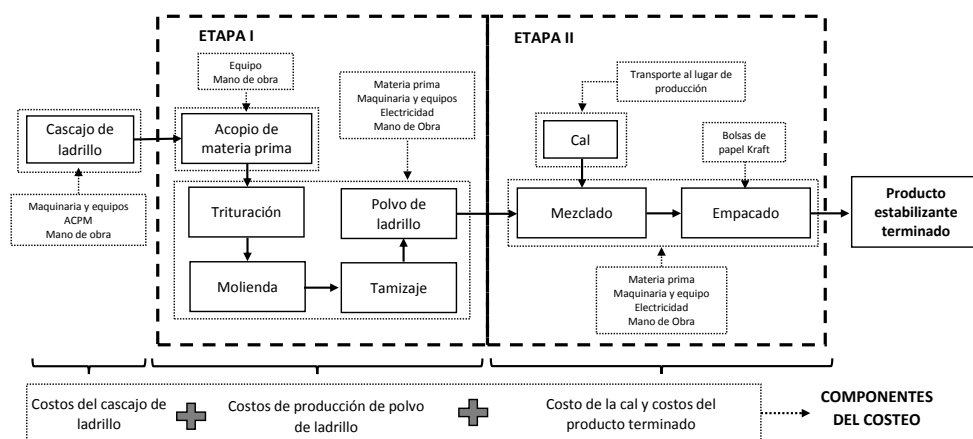 ETAPA I
ETAPA II
Equipo
Mano de obra
Materia prima
Maquinaria y equipos
Electricidad
Mano de Obra
Transporte al lugar de
producción
Cascajo de
ladrillo
Acopio de
materia prima
Cal
Bolsas de
papel Kraft
Maquinaria y equipos
ACPM
Mano de obra
Trituración
Polvo de
ladrillo
Mezclado
Empacado
Producto
estabilizante
terminado
Molienda
Tamizaje
Materia prima
Maquinaria y equipo
Electricidad
Mano de Obra
Costos del cascajo de
ladrillo
Costos de producción de polvo
de ladrillo
Costo de la cal y costos del
producto terminado
COMPONENTES
DEL COSTEO